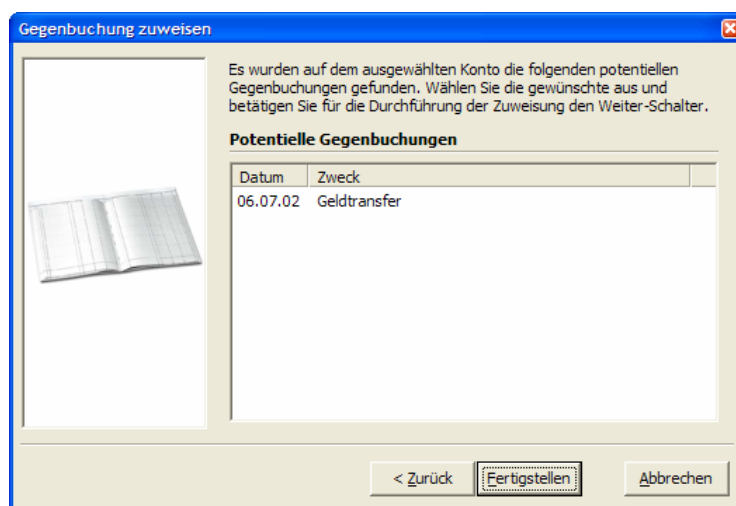 Gegenbuchung zuweisen
Es wurden auf dem ausgewählten Konto die folgenden potentiellen
Gegenbuchungen gefunden. Wählen Sie die gewünschte aus und
betätigen Sie für die Durchführung der Zuweisung den Weiter-Schalter.
Potentielle Gegenbuchungen
Datum Zweck
06.07.02 Geldtransfer
< Zurück Fertigstellen Abbrechen